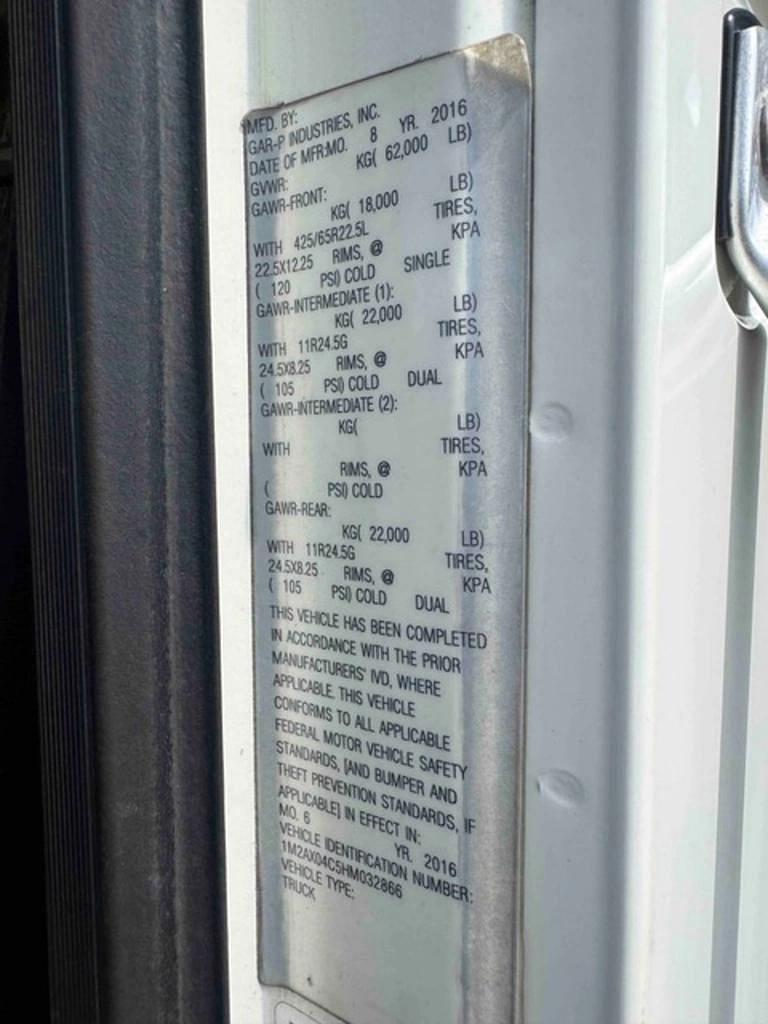 MFD. BY:
GAR-P INDUSTRIES, INC.
DATE OF MFR:MO. 8 YR. 2016
GVWR: KG( 62,000 LB)
GAWR-FRONT:
KG( 18,000 LB)
WITH 425/65R22.5L TIRES,
22.5X12.25 RIMS, @ KPA
( 120 PSI) COLD SINGLE
GAWR-INTERMEDIATE (1):
KG( 22,000 LB)
WITH 11R24.5G TIRES,
24.5X8.25 RIMS, @ KPA
( 105 PSI) COLD DUAL
GAWR-INTERMEDIATE (2):
KG( LB)
WITH TIRES,
RIMS, @ KPA
( PSI) COLD
GAWR-REAR:
KG( 22,000 LB)
WITH 11R24.5G TIRES,
24.5X8.25 RIMS, @ KPA
( 105 PSI) COLD DUAL
THIS VEHICLE HAS BEEN COMPLETED
IN ACCORDANCE WITH THE PRIOR
MANUFACTURERS' IVD, WHERE
APPLICABLE. THIS VEHICLE
CONFORMS TO ALL APPLICABLE
FEDERAL MOTOR VEHICLE SAFETY
STANDARDS, [AND BUMPER AND
THEFT PREVENTION STANDARDS, IF
APPLICABLE] IN EFFECT IN:
MO. 6 YR. 2016
VEHICLE IDENTIFICATION NUMBER:
1M2AX04C5HM032866
VEHICLE TYPE:
TRUCK